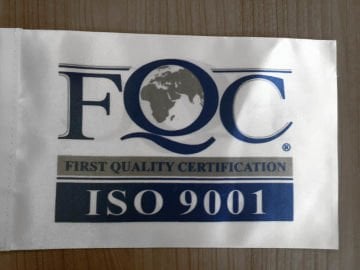 FQC®
FIRST QUALITY CERTIFICATION
ISO 9001